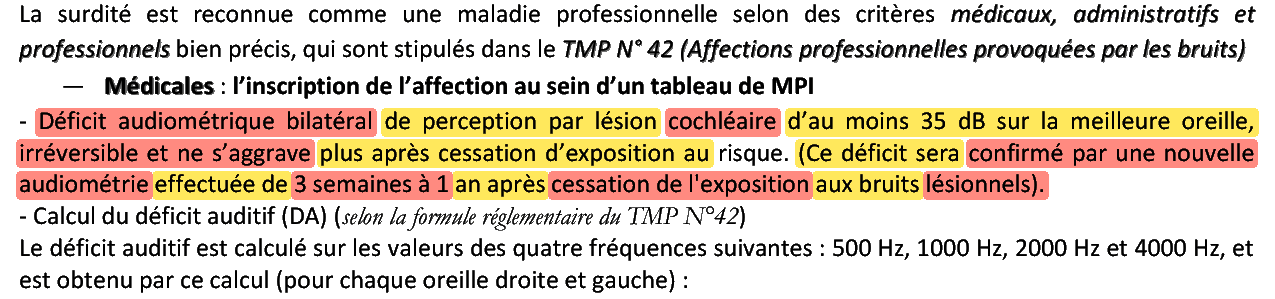 La surdité est reconnue comme une maladie professionnelle selon des critères médicaux, administratifs et
professionnels bien précis, qui sont stipulés dans le TMP N° 42 (Affections professionnelles provoquées par les bruits)
— Médicales : l’inscription de l’affection au sein d’un tableau de MPI
- Déficit audiométrique bilatéral de perception par lésion cochléaire d’au moins 35 dB sur la meilleure oreille,
irréversible et ne s’aggrave plus après cessation d’exposition au risque. (Ce déficit sera confirmé par une nouvelle
audiométrie effectuée de 3 semaines à 1 an après cessation de l'exposition aux bruits lésionnels).
- Calcul du déficit auditif (DA) (selon la formule réglementaire du TMP N°42)
Le déficit auditif est calculé sur les valeurs des quatre fréquences suivantes : 500 Hz, 1000 Hz, 2000 Hz et 4000 Hz, et
est obtenu par ce calcul (pour chaque oreille droite et gauche) :